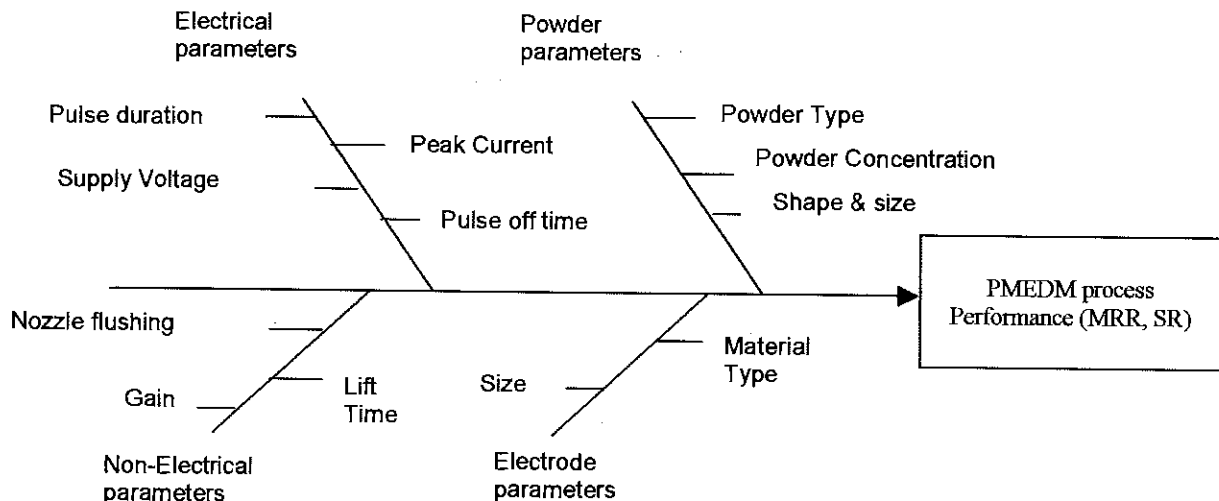 Electrical
parameters
Powder
parameters
Pulse duration
Powder Type
Peak Current
Powder Concentration
Supply Voltage
Shape & size
Pulse off time
PMEDM process
Performance (MRR, SR)
Nozzle flushing
Material
Type
Lift
Time
Size
Gain
Non-Electrical
parameters
Electrode
parameters